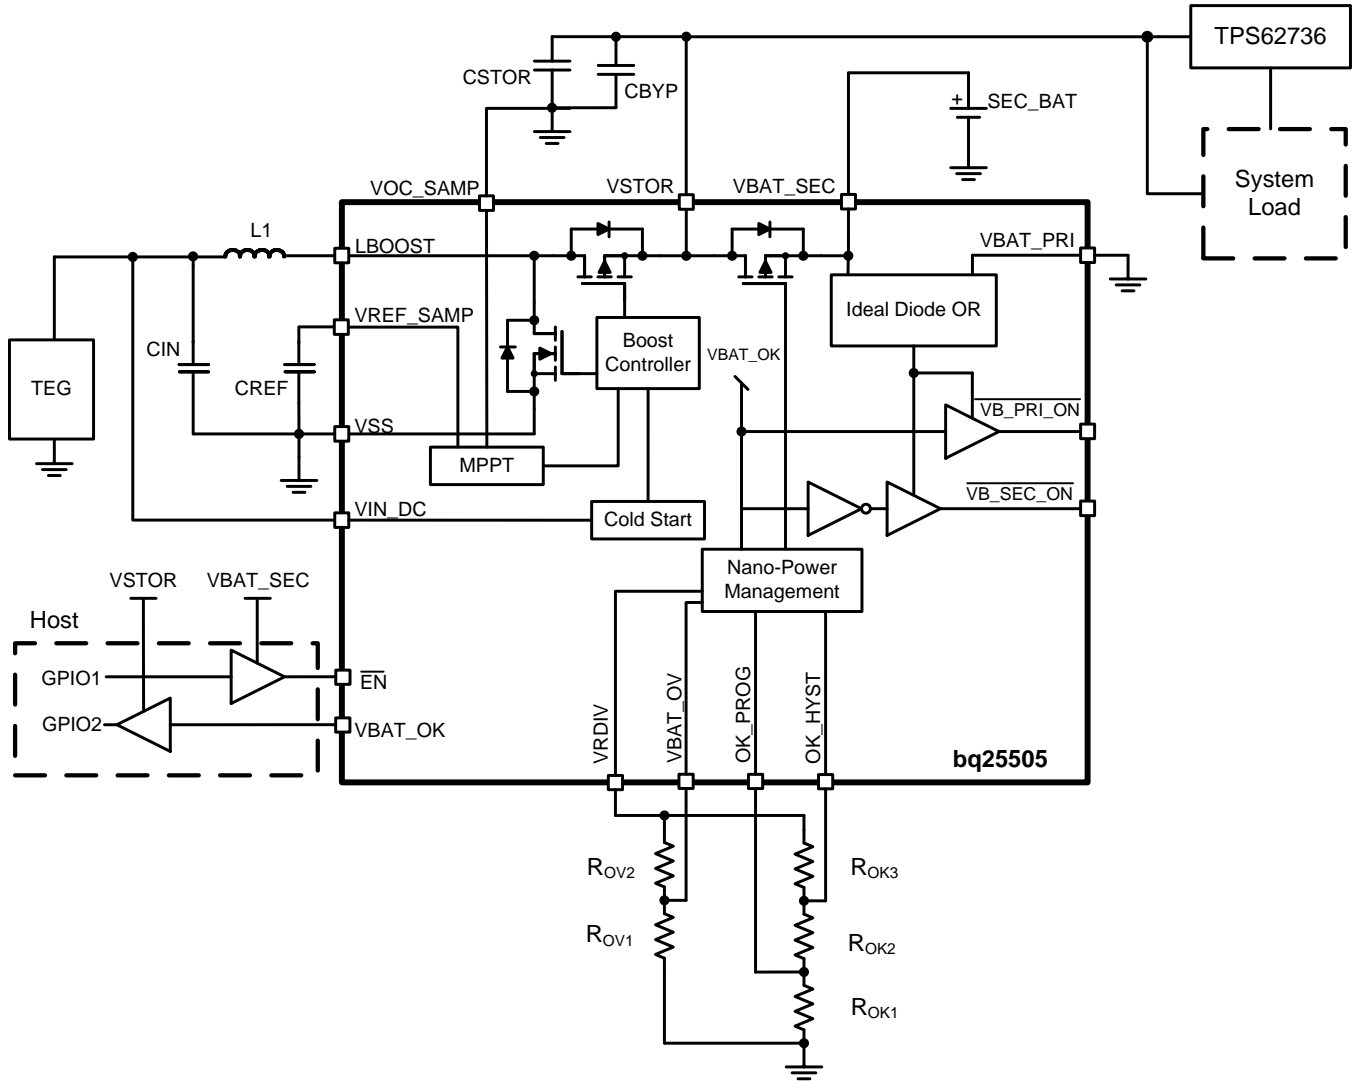 TPS62736
CSTOR
CBYP
+
SEC_BAT
System
Load
VOC_SAMP
VSTOR
VBAT_SEC
L1
LBOOST
VBAT_PRI
Ideal Diode OR
VREF_SAMP
Boost
Controller
CIN
VBAT_OK
TEG
CREF
VB_PRI_ON
VSS
MPPT
VB_SEC_ON
VIN_DC
Cold Start
Nano-Power
Management
VSTOR
VBAT_SEC
Host
GPIO1
EN
GPIO2
VBAT_OK
VRDIV
VBAT_OV
OK_PROG
OK_HYST
bq25505
ROV2
ROK3
ROV1
ROK2
ROK1